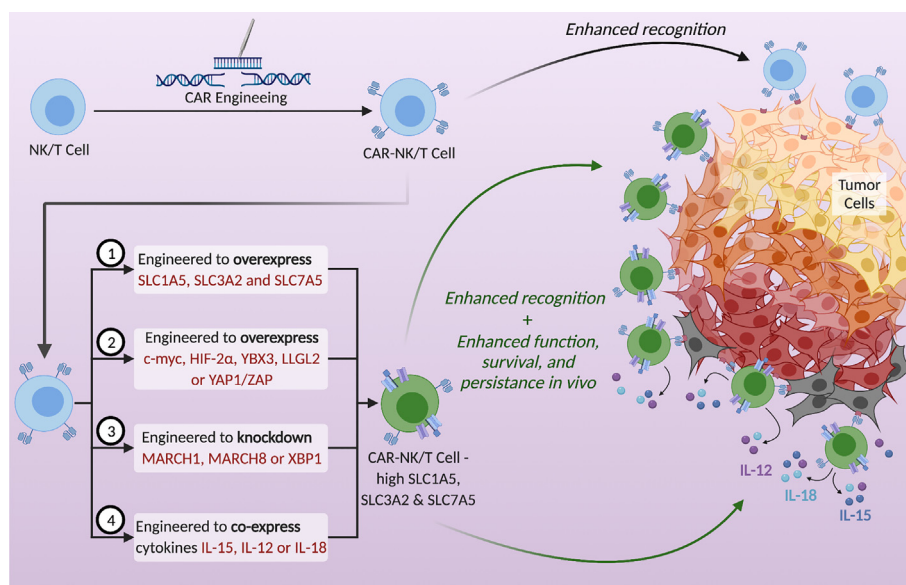 Enhanced recognition
CAR Engineeing
NK/T Cell
CAR-NK/T Cell
Tumor
Cells
1
Engineered to overexpress
SLC1A5, SLC3A2 and SLC7A5
2
Engineered to overexpress
c-myc, HIF-2α, YBX3, LLGL2
or YAP1/ZAP
3
Engineered to knockdown
MARCH1, MARCH8 or XBP1
4
Engineered to co-express
cytokines IL-15, IL-12 or IL-18
CAR-NK/T Cell -
high SLC1A5,
SLC3A2 & SLC7A5
Enhanced recognition
+
Enhanced function,
survival, and
persistance in vivo
IL-12
IL-18
IL-15